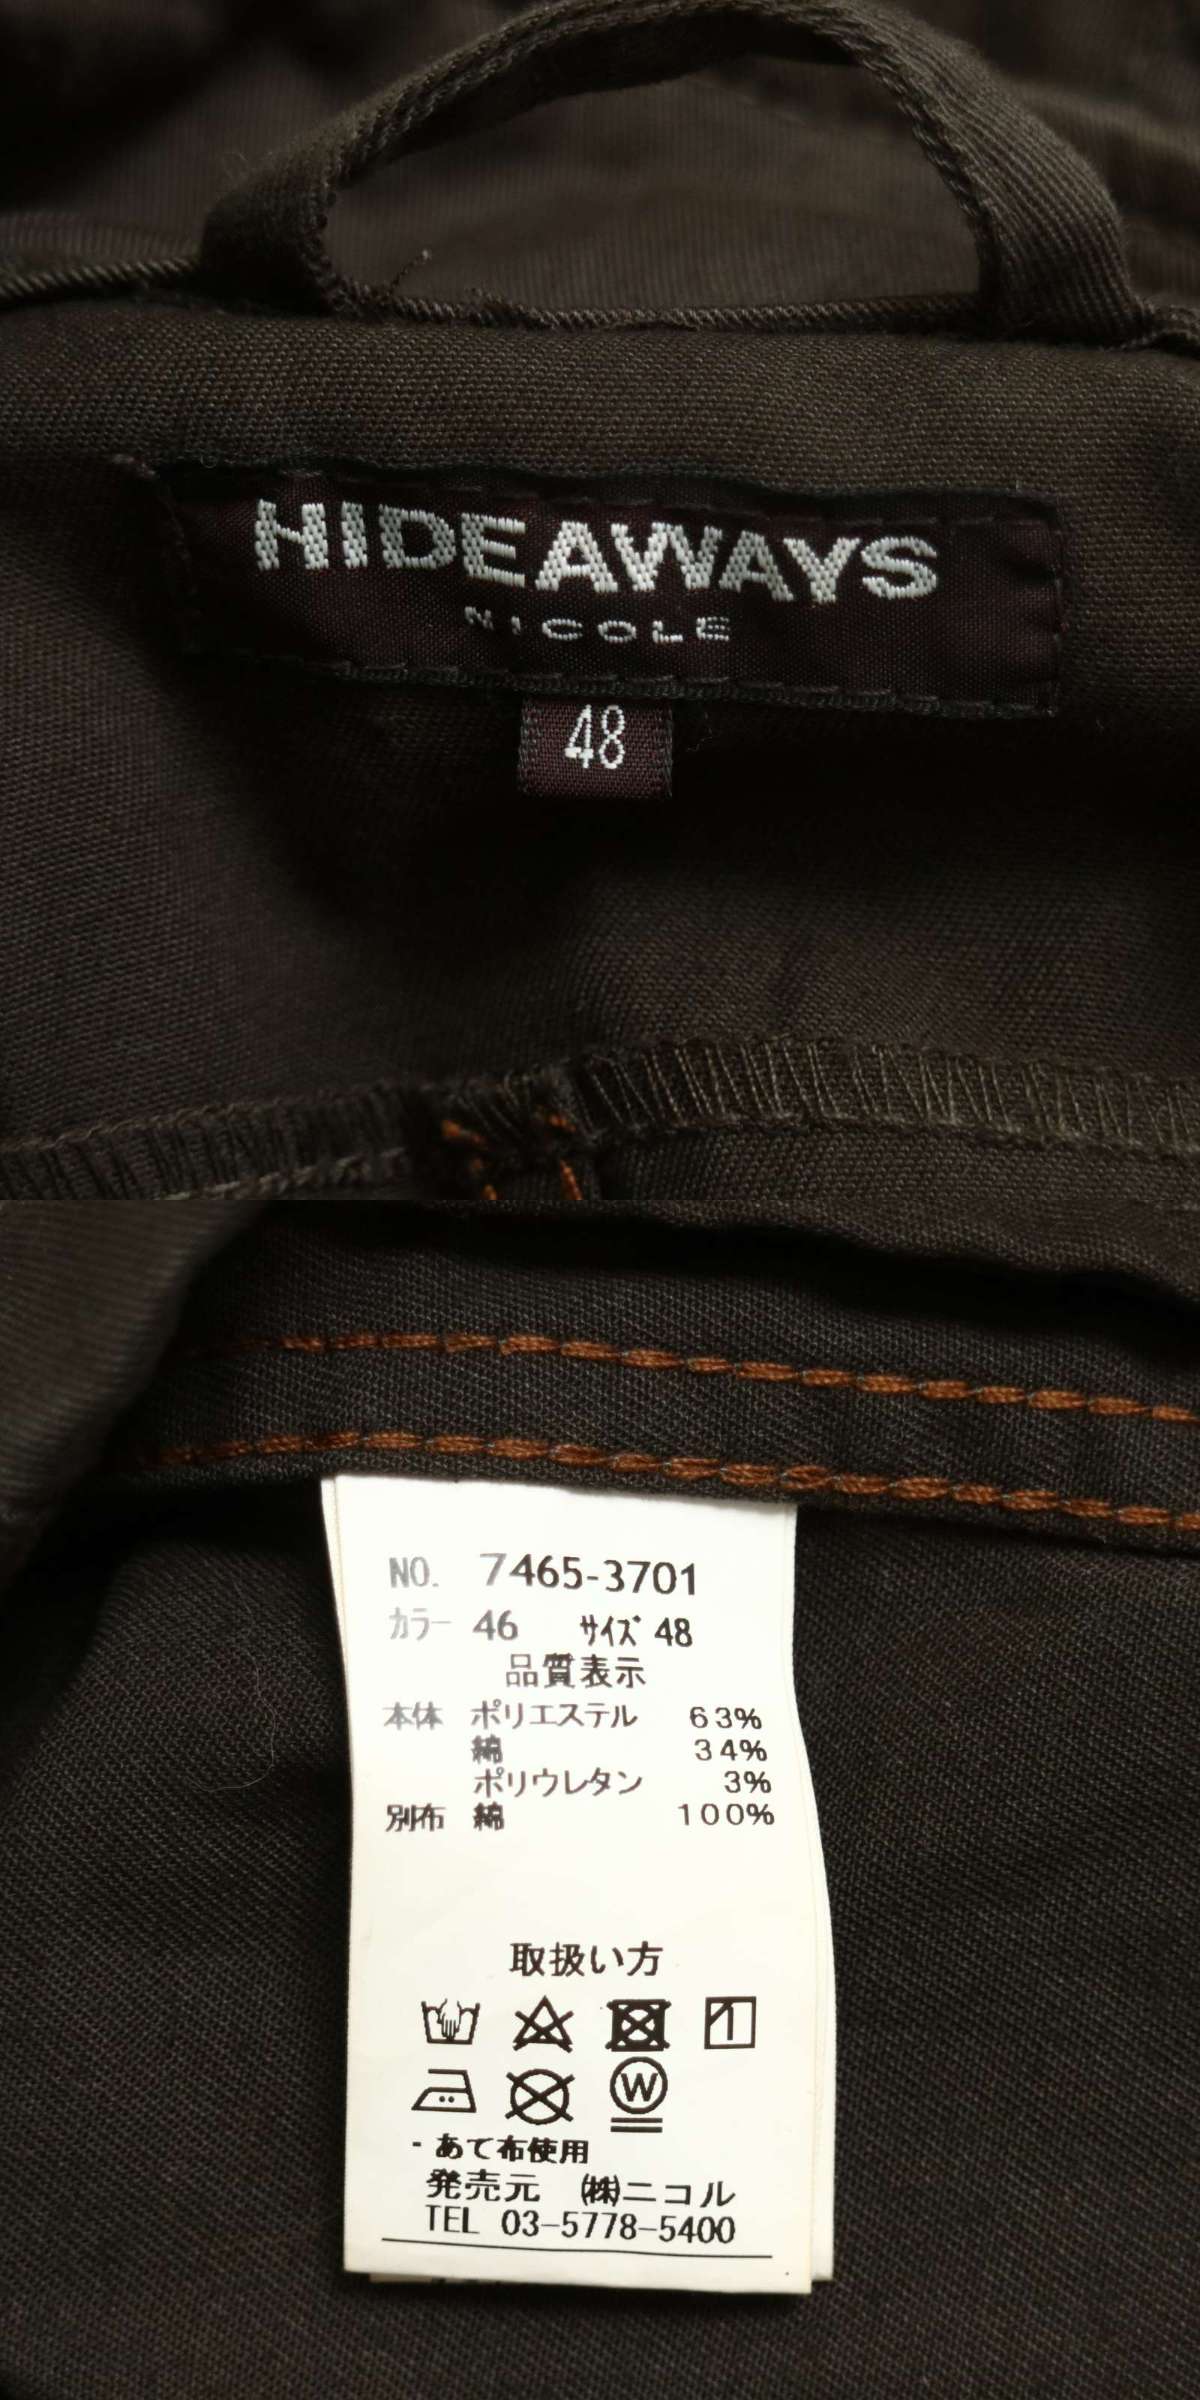 HIDEAWAYS
NICOLE
48
NO. 7465-3701
カラー 46 サイズ 48
品質表示
本体 ポリエステル 63%
綿 34%
ポリウレタン 3%
別布 綿 100%
取扱い方
W
- あて布使用
発売元 ㈱ニコル
TEL 03-5778-5400